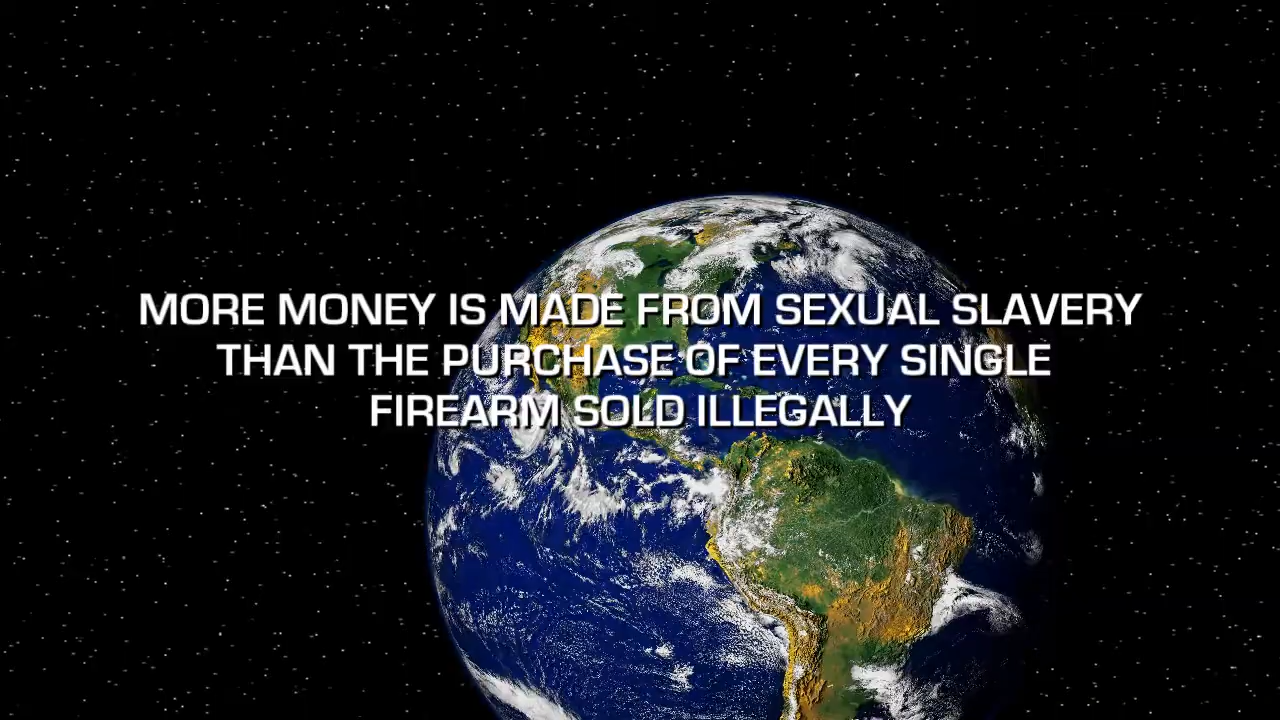 MORE MONEY IS MADE FROM SEXUAL SLAVERY
THAN THE PURCHASE OF EVERY SINGLE
FIREARM SOLD ILLEGALLY